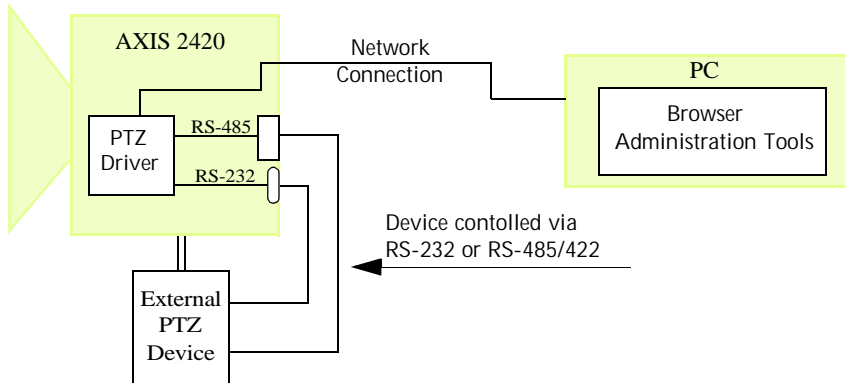 AXIS 2420
Network
Connection
PC
Browser
Administration Tools
PTZ
Driver
RS-485
RS-232
Device contolled via
RS-232 or RS-485/422
External
PTZ
Device